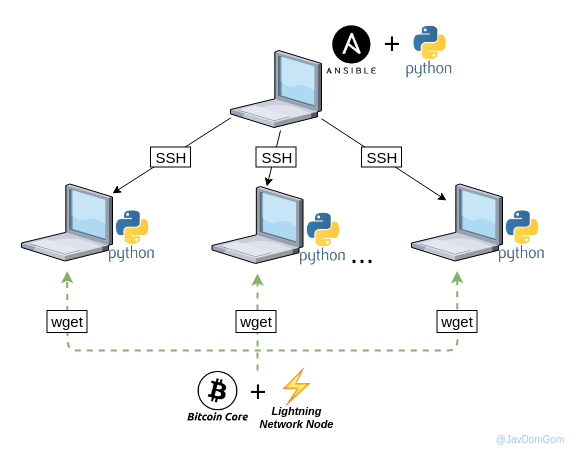 +
ANSIBLE
python
SSH
SSH
SSH
python
python
...
python
wget
wget
wget
+
Bitcoin Core
Lightning
Network Node
@JavDomGom